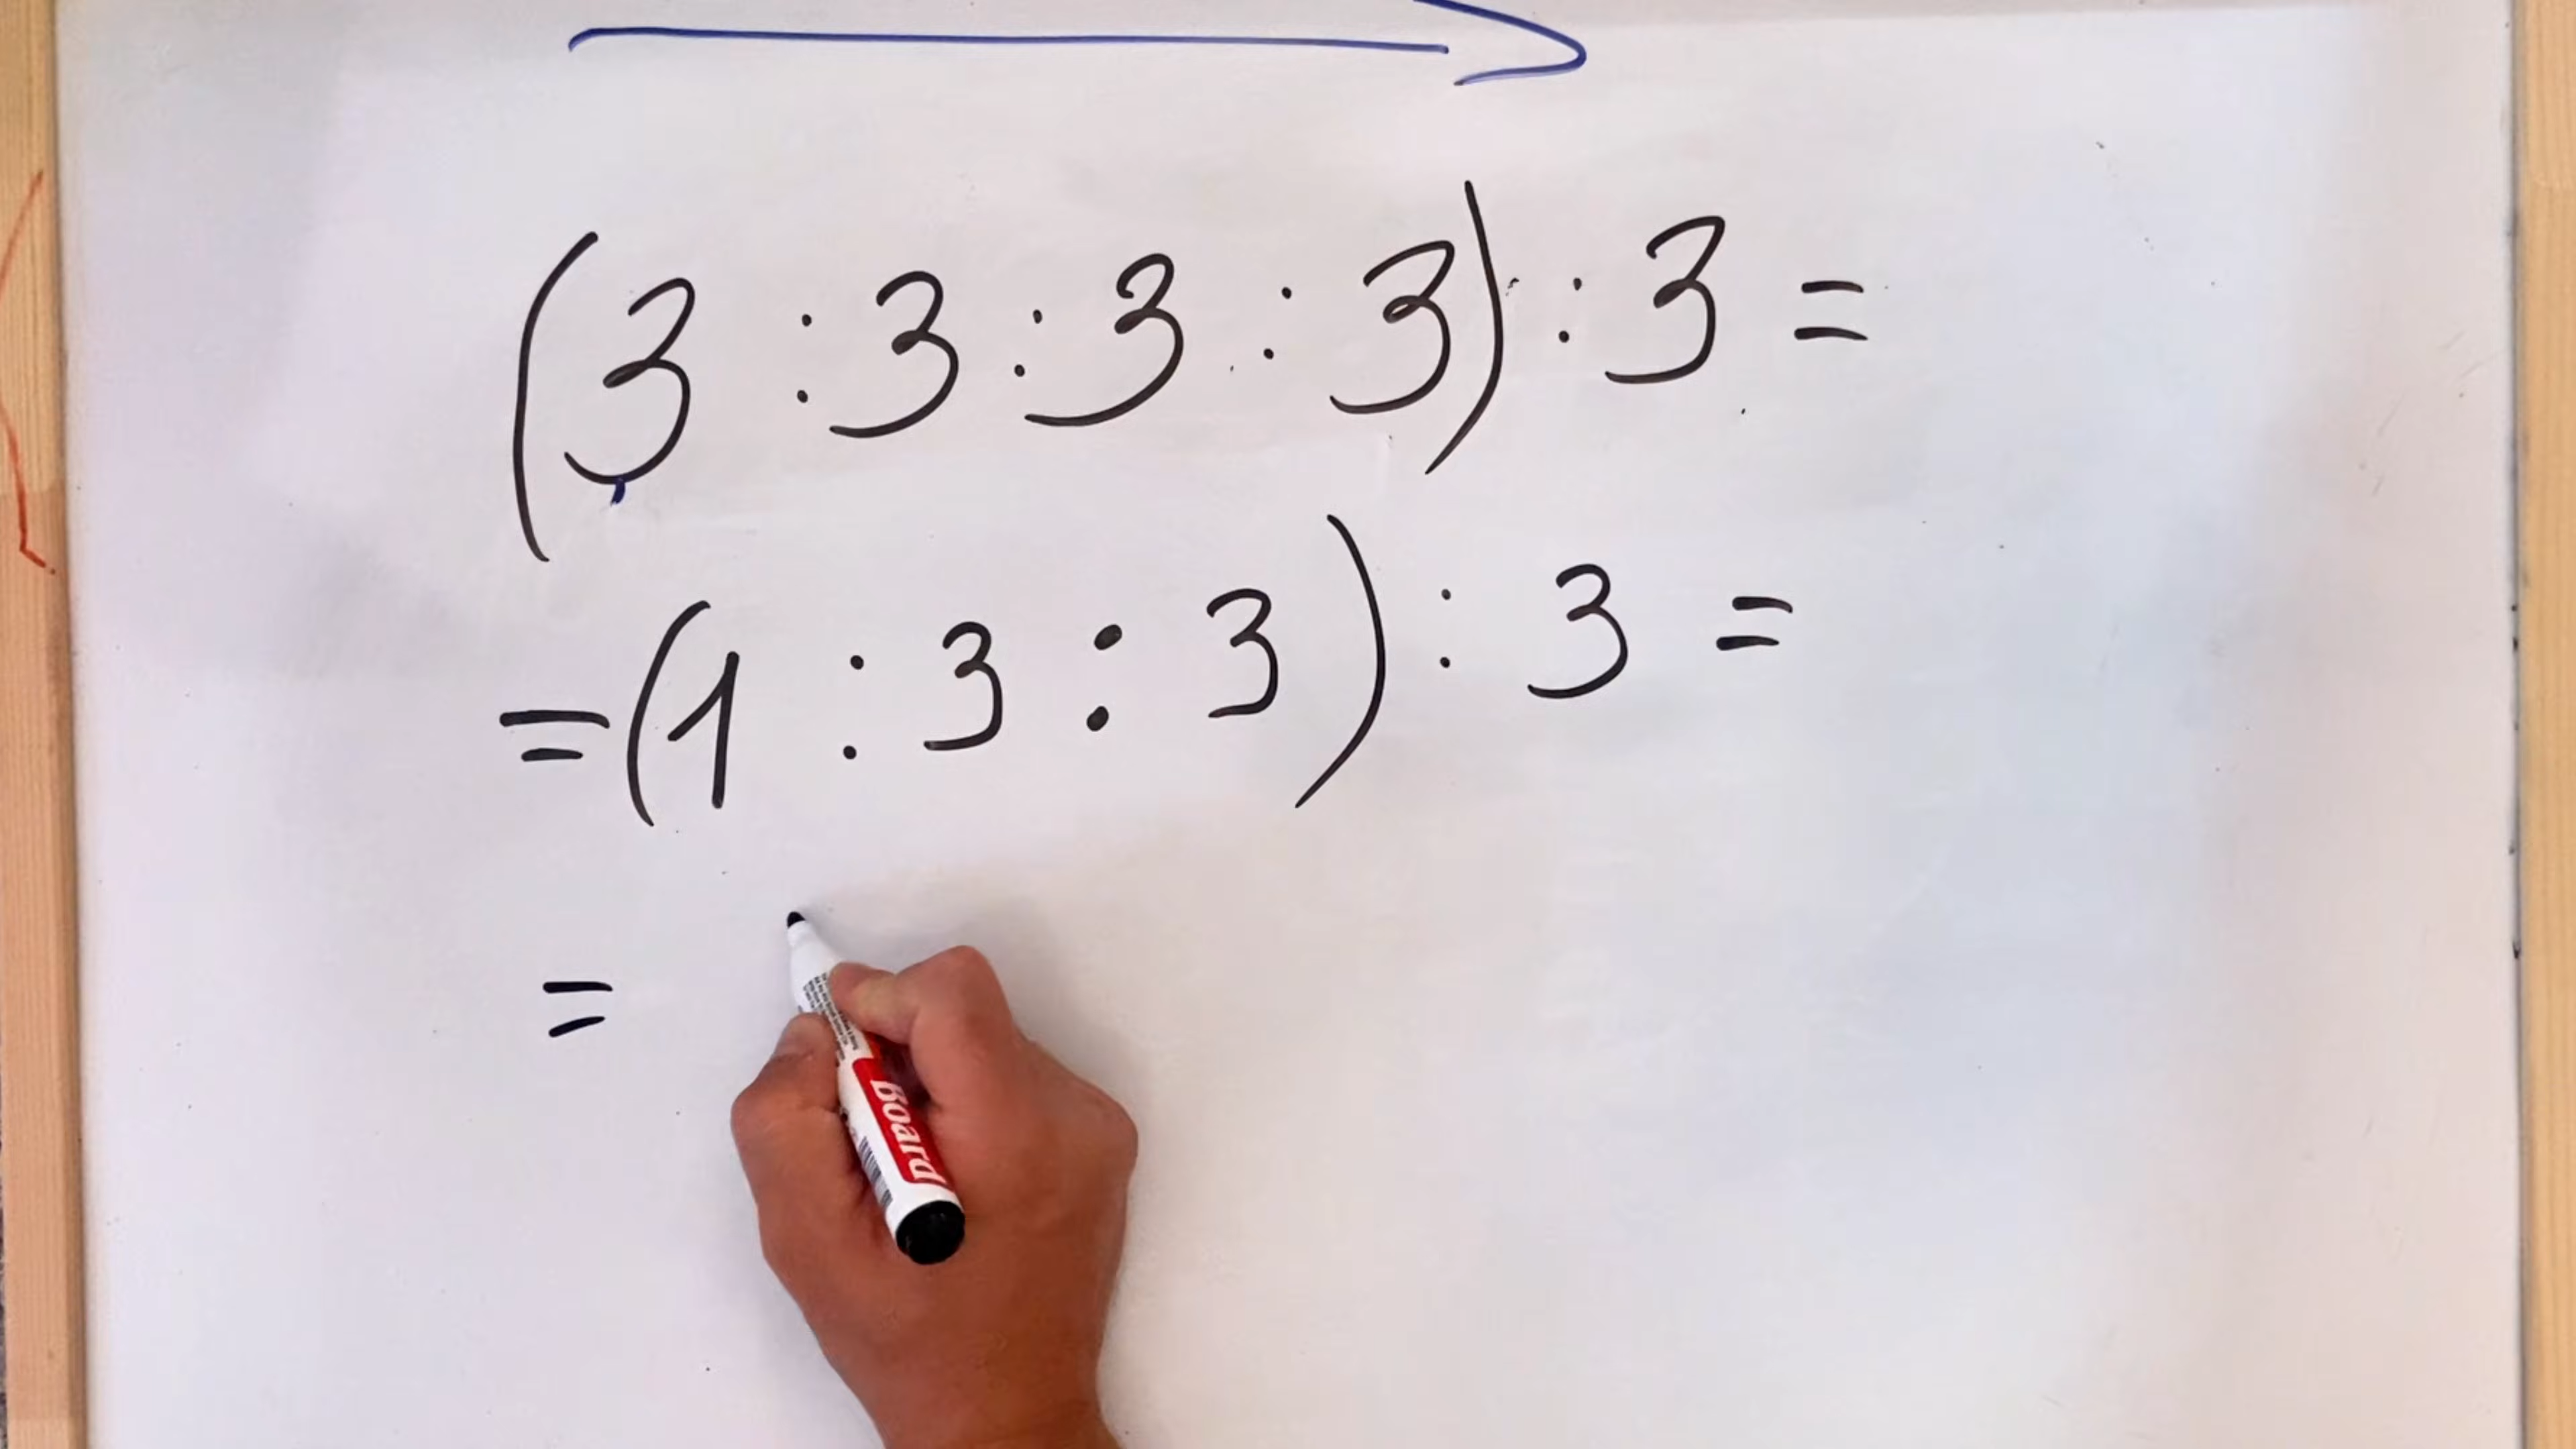 (3 : 3 : 3 : 3) : 3 =
= (1 : 3 : 3) : 3 =
=
Board